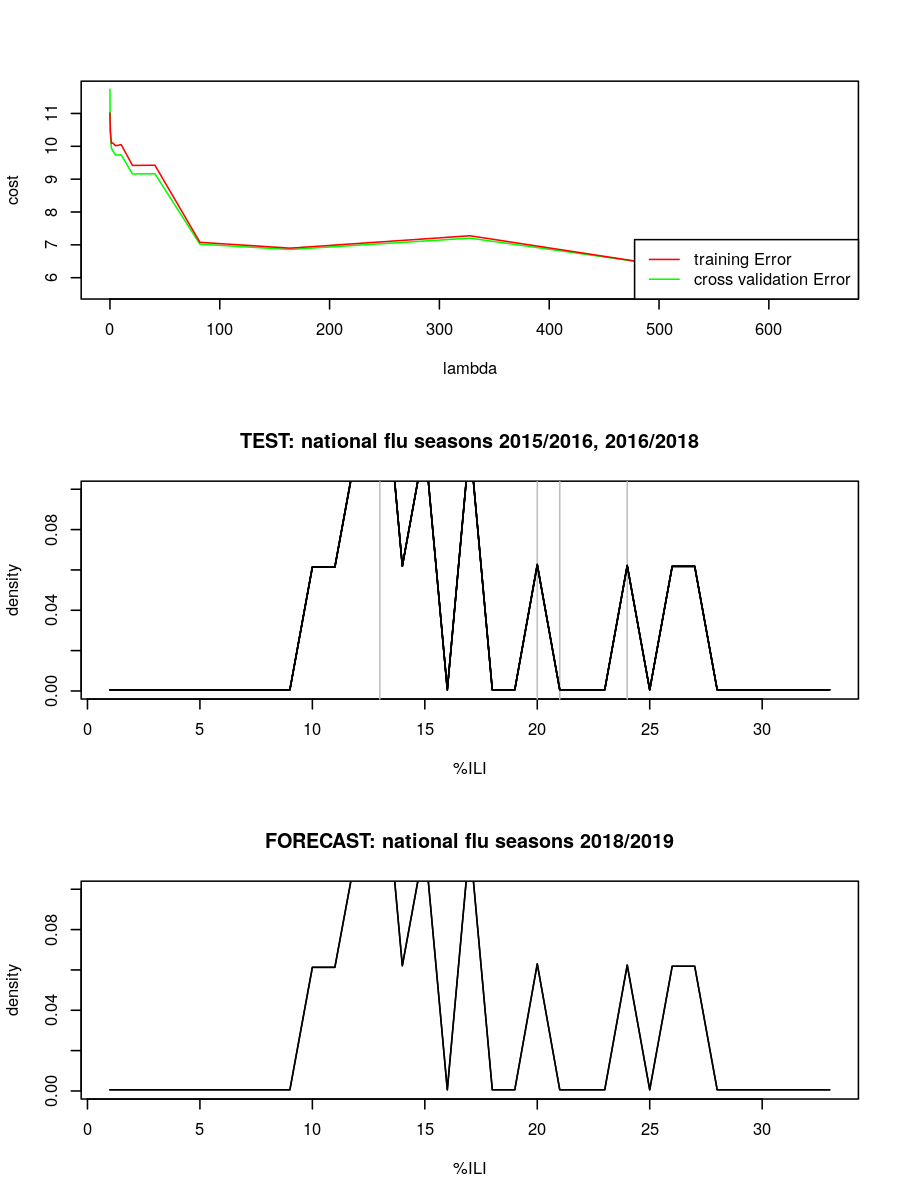 cost
11
10
9
8
7
6
training Error
cross validation Error
0 100 200 300 400 500 600
lambda
TEST: national flu seasons 2015/2016, 2016/2018
density
0.08
0.04
0.00
0 5 10 15 20 25 30
%ILI
FORECAST: national flu seasons 2018/2019
density
0.08
0.04
0.00
0 5 10 15 20 25 30
%ILI